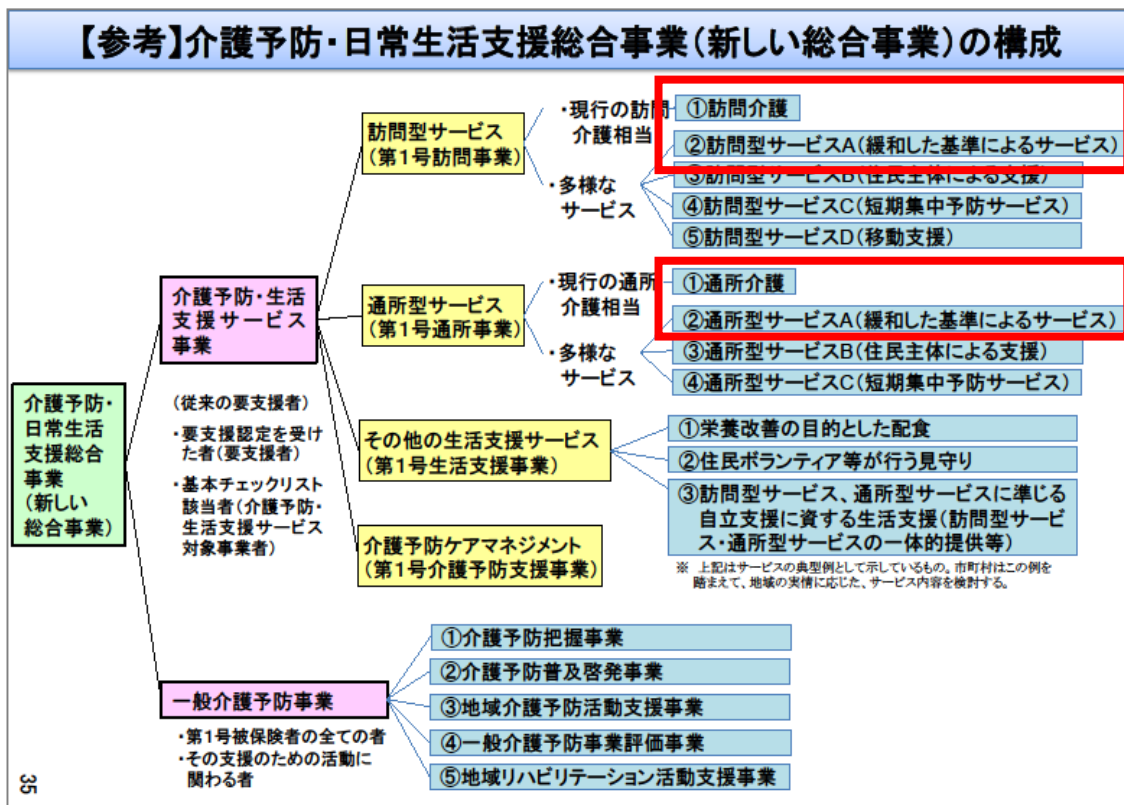 【参考】介護予防・日常生活支援総合事業(新しい総合事業)の構成
介護予防・
日常生活
支援総合
事業
(新しい
総合事業)
介護予防・生活
支援サービス
事業
(従来の要支援者)
・要支援認定を受け
た者(要支援者)
・基本チェックリスト
該当者(介護予防・
生活支援サービス
対象事業者)
訪問型サービス
(第1号訪問事業)
・現行の訪問
介護相当
①訪問介護
・多様な
サービス
②訪問型サービスA(緩和した基準によるサービス)
③訪問型サービスB(住民主体による支援)
④訪問型サービスC(短期集中予防サービス)
⑤訪問型サービスD(移動支援)
通所型サービス
(第1号通所事業)
・現行の通所
介護相当
①通所介護
・多様な
サービス
②通所型サービスA(緩和した基準によるサービス)
③通所型サービスB(住民主体による支援)
④通所型サービスC(短期集中予防サービス)
その他の生活支援サービス
(第1号生活支援事業)
①栄養改善の目的とした配食
②住民ボランティア等が行う見守り
③訪問型サービス、通所型サービスに準じる
自立支援に資する生活支援(訪問型サービ
ス・通所型サービスの一体的提供等)
※ 上記はサービスの典型例として示しているもの。市町村はこの例を
踏まえて、地域の実情に応じた、サービス内容を検討する。
介護予防ケアマネジメント
(第1号介護予防支援事業)
一般介護予防事業
・第1号被保険者の全ての者
・その支援のための活動に
関わる者
①介護予防把握事業
②介護予防普及啓発事業
③地域介護予防活動支援事業
④一般介護予防事業評価事業
⑤地域リハビリテーション活動支援事業
35